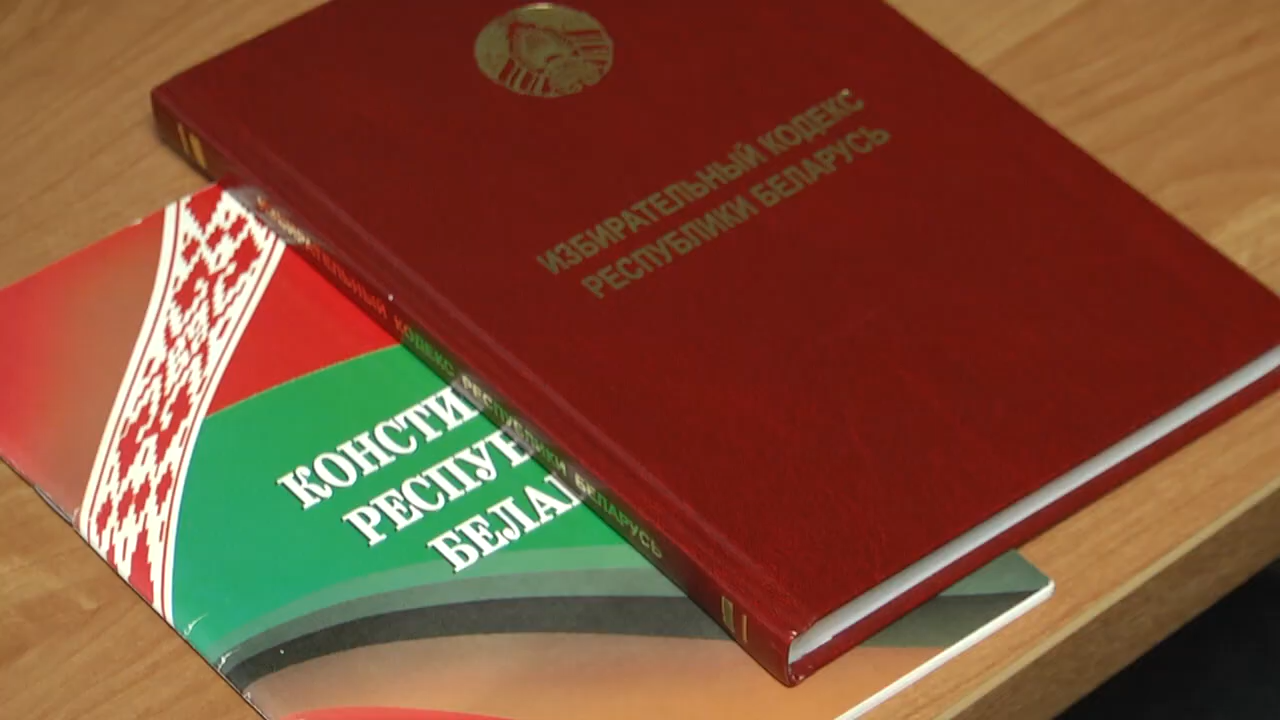 ИЗБИРАТЕЛЬНЫЙ КОДЕКС
РЕСПУБЛИКИ БЕЛАРУСЬ
ИЗБИРАТЕЛЬНЫЙ КОДЕКС РЕСПУБЛИКИ БЕЛАРУСЬ
КОНСТИ
РЕСПУБ
БЕЛА